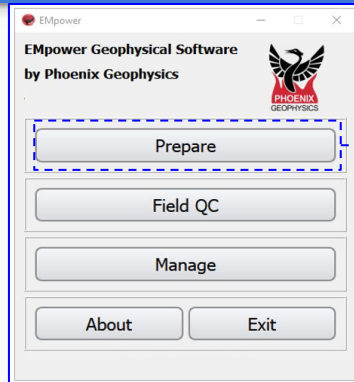 EMpower
EMpower Geophysical Software
by Phoenix Geophysics
PHOENIX
GEOPHYSICS
Prepare
Field QC
Manage
About
Exit